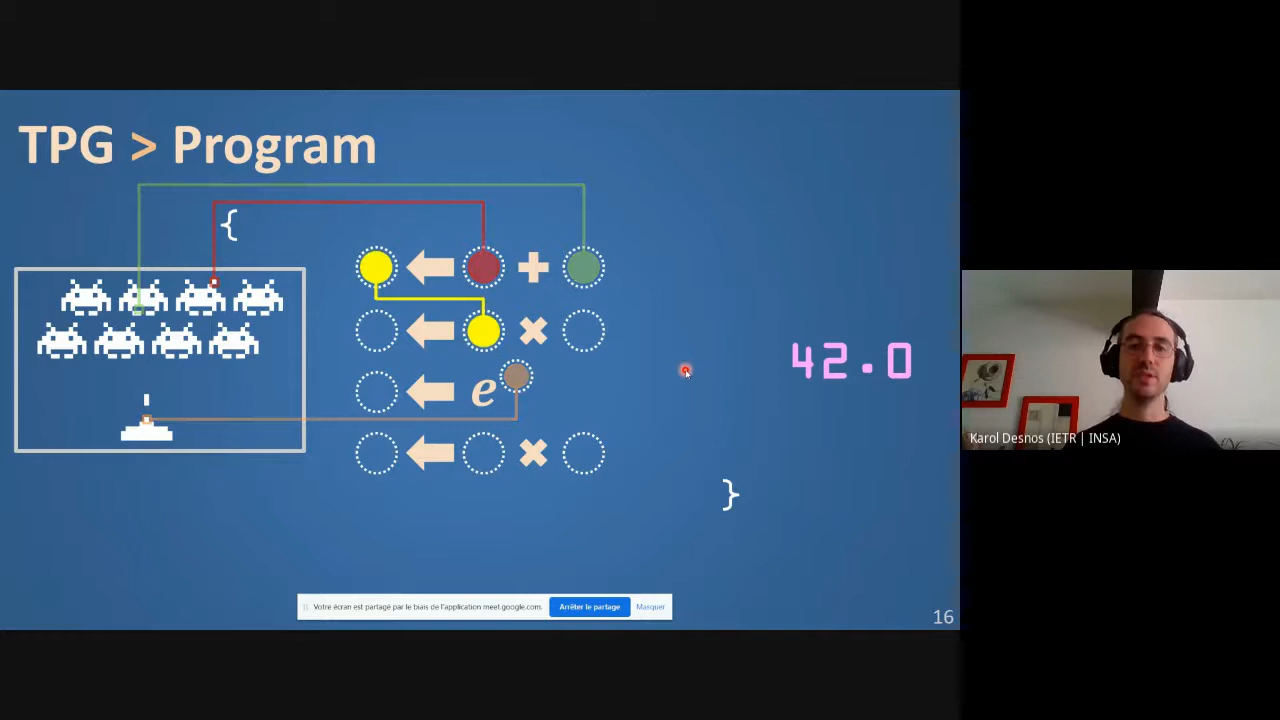 TPG > Program
{
+
×
e
×
42.0
Karol Desnos (IETR | INSA)
}
Votre écran est partagé par le biais de l'application meet.google.com. Arrêter le partage Masquer
16